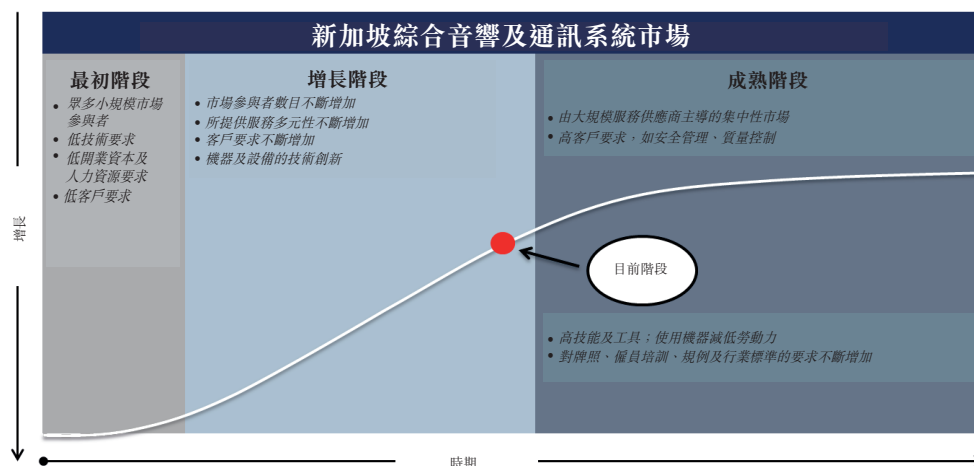 新加坡綜合音響及通訊系統市場
最初階段
• 眾多小規模市場
參與者
• 低技術要求
• 低開業資本及
人力資源要求
• 低客戶要求
增長階段
• 市場參與者數目不斷增加
• 所提供服務多元性不斷增加
• 客戶要求不斷增加
• 機器及設備的技術創新
成熟階段
• 由大規模服務供應商主導的集中性市場
• 高客戶要求，如安全管理、質量控制
增長
目前階段
• 高技能及工具；使用機器減低勞動力
• 對牌照、僱員培訓、規例及行業標準的要求不斷增加
時期